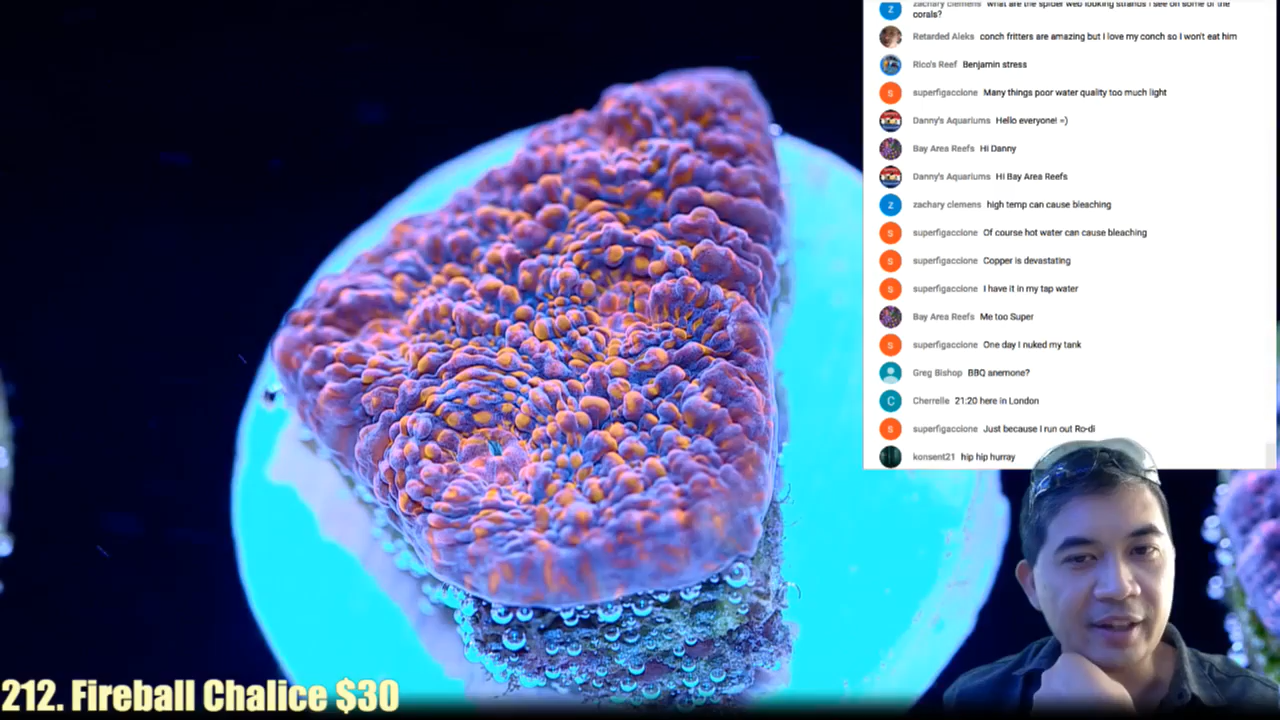 zachary clemens what are the spider web looking strands I see on some of the
corals?
Retarded Aleks conch fritters are amazing but I love my conch so I won't eat him
Rico's Reef Benjamin stress
superfigaccione Many things poor water quality too much light
Danny's Aquariums Hello everyone! =)
Bay Area Reefs Hi Danny
Danny's Aquariums Hi Bay Area Reefs
zachary clemens high temp can cause bleaching
superfigaccione Of course hot water can cause bleaching
superfigaccione Copper is devastating
superfigaccione I have it in my tap water
Bay Area Reefs Me too Super
superfigaccione One day I nuked my tank
Greg Bishop BBQ anemone?
Cherrelle 21:20 here in London
superfigaccione Just because I run out Ro-di
konsent21 hip hip hurray
212. Fireball Chalice $30